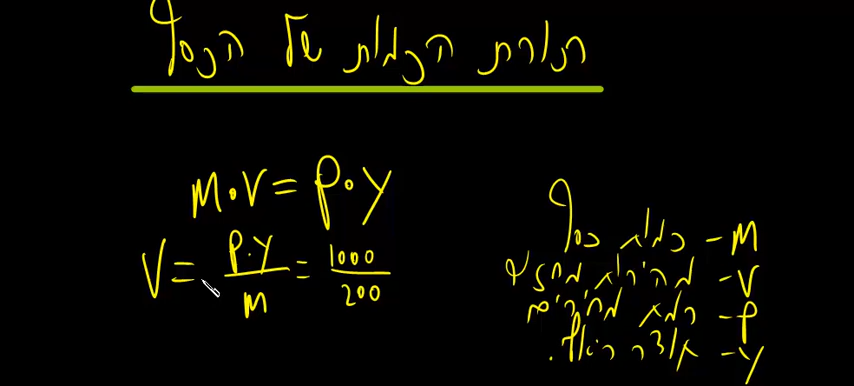 תורת הכמות של הכסף
M·V = P·Y
V = P·Y / M = 1000 / 200
M - כמות כסף
V - מהירות מחזור
P - רמת מחירים
Y - תוצר ריאלי.